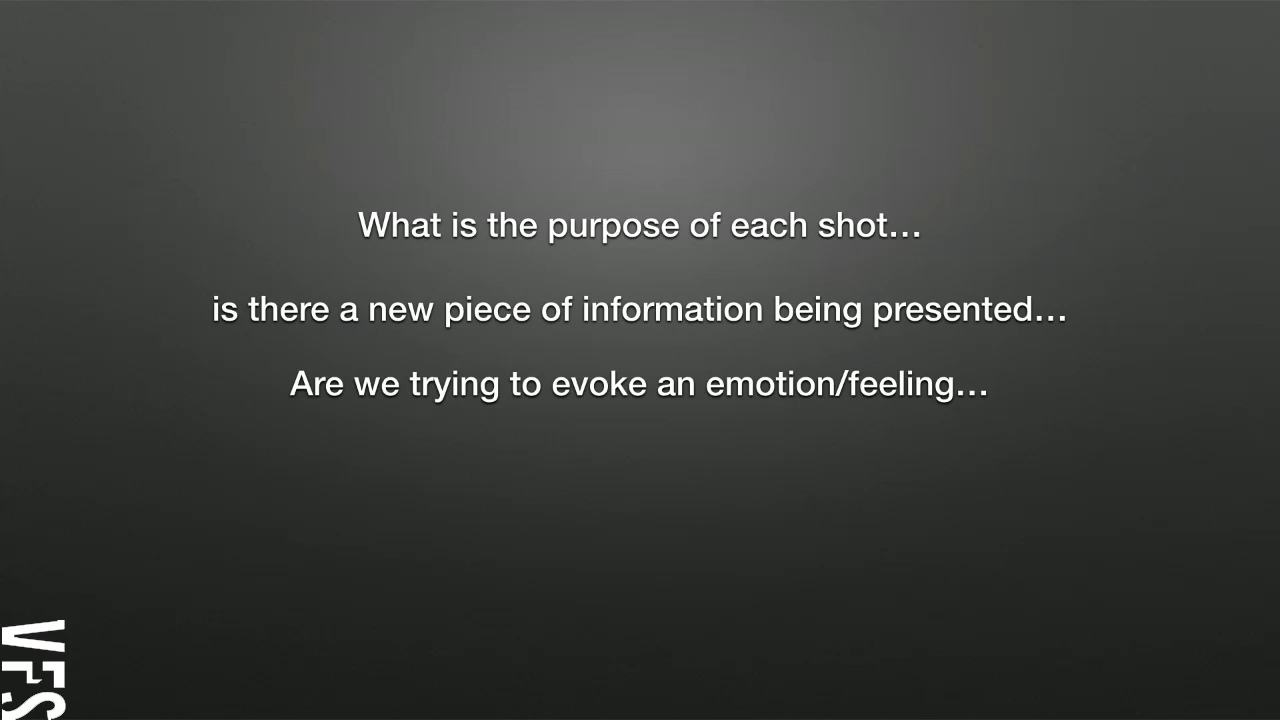 What is the purpose of each shot…
is there a new piece of information being presented…
Are we trying to evoke an emotion/feeling…
VFS